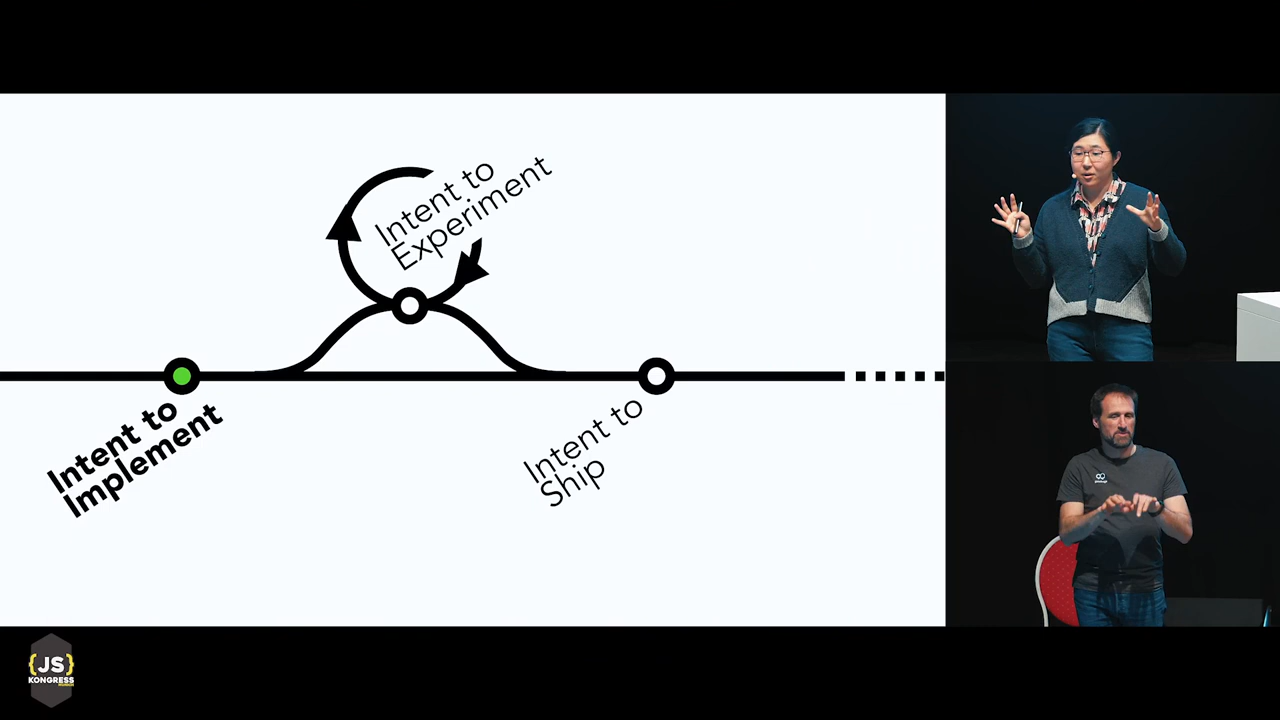 Intent to
Experiment
Intent to
Implement
Intent to
Ship
{JS}
KONGRESS